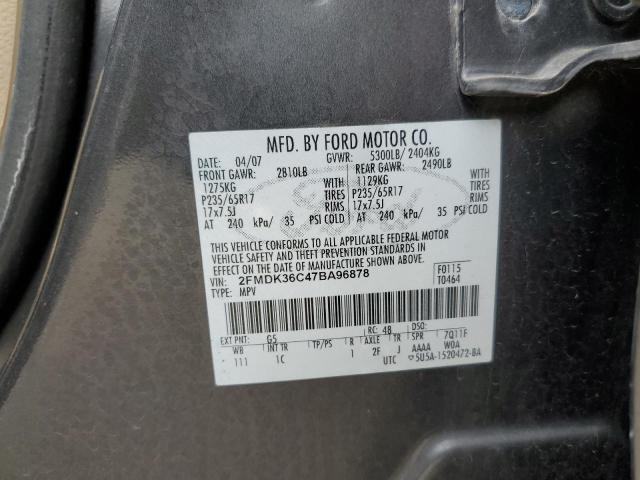 MFD. BY FORD MOTOR CO.
DATE: 04/07 GVWR: 5300LB/ 2404KG
FRONT GAWR: 2810LB REAR GAWR: 2490LB
1275KG 1129KG
P235/65R17 TIRES P235/65R17 TIRES
17x7.5J RIMS 17x7.5J RIMS
AT 240 kPa/ 35 PSI COLD AT 240 kPa/ 35 PSI COLD
THIS VEHICLE CONFORMS TO ALL APPLICABLE FEDERAL MOTOR
VEHICLE SAFETY AND THEFT PREVENTION STANDARDS IN
EFFECT ON THE DATE OF MANUFACTURE SHOWN ABOVE.
VIN: 2FMDK36C47BA96878 F0115
TYPE: MPV T0464
EXT PNT: G5 RC: 48 DSO:
WB INT TR TP/PS R AXLE TR SPR 7Q11F
111 1C 1 2F J AAAA W0A
UTC 5U5A-1520472-BA
Ford